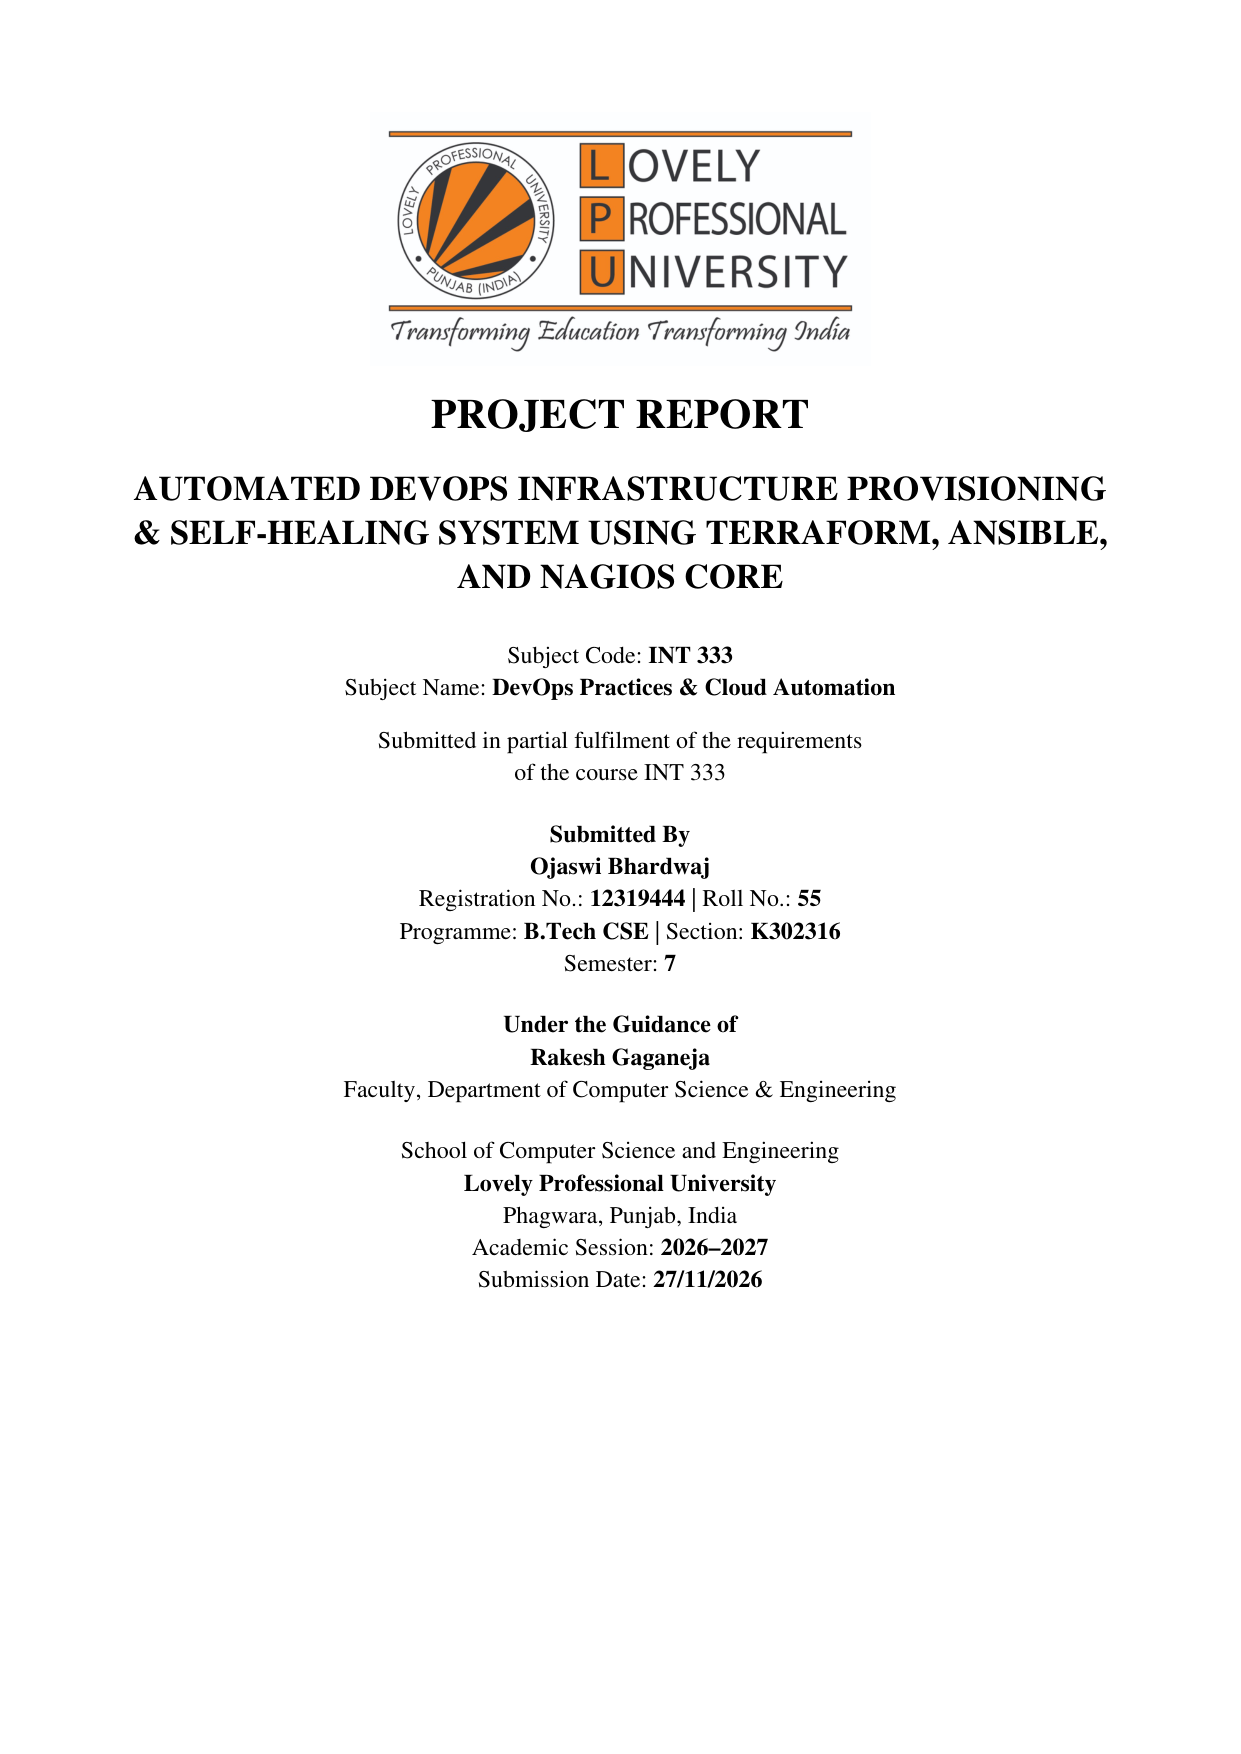 LOVELY PROFESSIONAL UNIVERSITY
PUNJAB (INDIA)
LOVELY
PROFESSIONAL
UNIVERSITY
Transforming Education Transforming India
PROJECT REPORT
AUTOMATED DEVOPS INFRASTRUCTURE PROVISIONING
& SELF-HEALING SYSTEM USING TERRAFORM, ANSIBLE,
AND NAGIOS CORE
Subject Code: INT 333
Subject Name: DevOps Practices & Cloud Automation
Submitted in partial fulfilment of the requirements
of the course INT 333
Submitted By
Ojaswi Bhardwaj
Registration No.: 12319444 | Roll No.: 55
Programme: B.Tech CSE | Section: K302316
Semester: 7
Under the Guidance of
Rakesh Gaganeja
Faculty, Department of Computer Science & Engineering
School of Computer Science and Engineering
Lovely Professional University
Phagwara, Punjab, India
Academic Session: 2026–2027
Submission Date: 27/11/2026